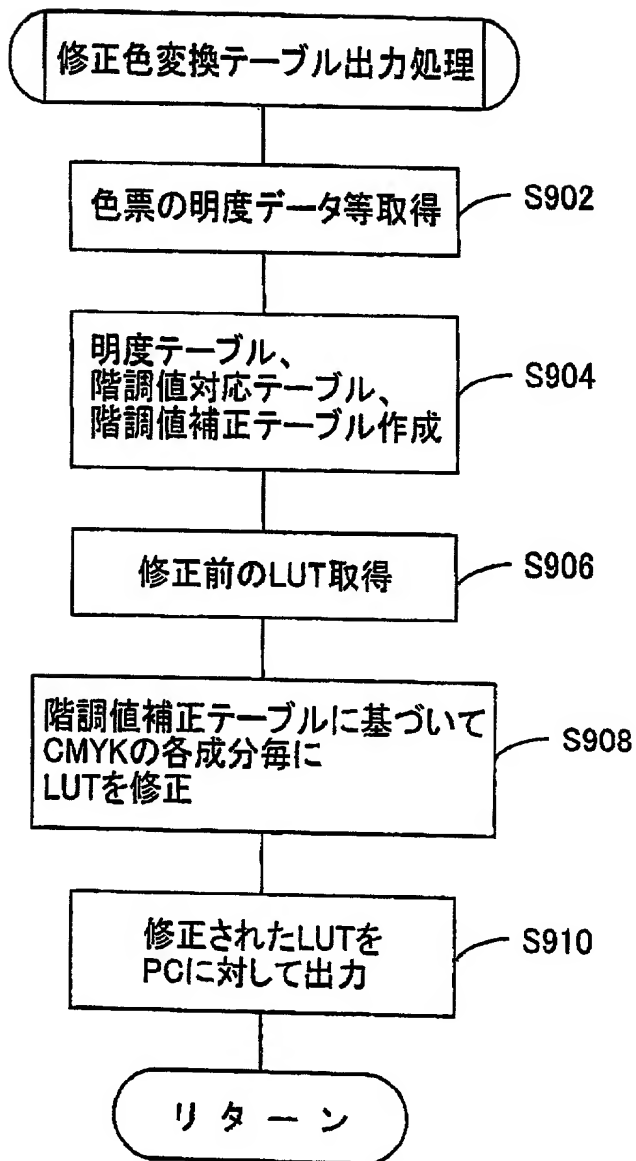 修正色変換テーブル出力処理
色票の明度データ等取得
S902
明度テーブル、
階調値対応テーブル、
階調値補正テーブル作成
S904
修正前のLUT取得
S906
階調値補正テーブルに基づいて
CMYKの各成分毎に
LUTを修正
S908
修正されたLUTを
PCに対して出力
S910
リターン